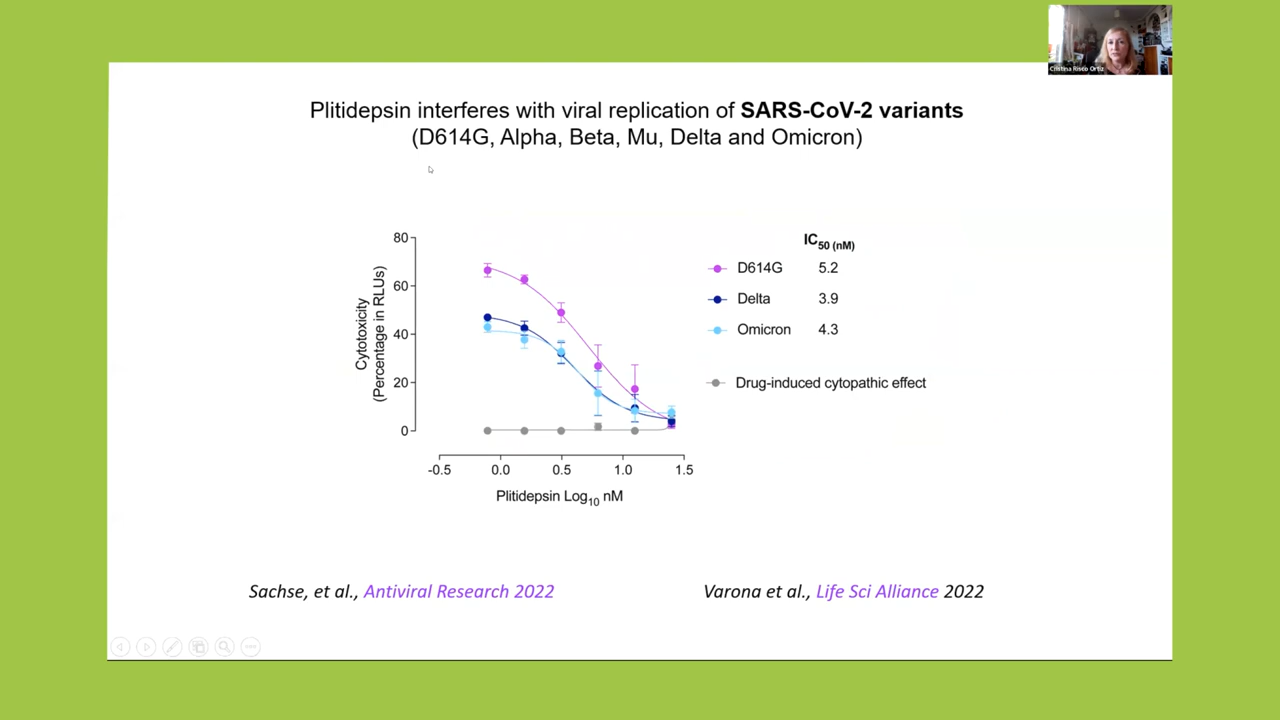 Cristina Risco Ortiz
Plitidepsin interferes with viral replication of SARS-CoV-2 variants
(D614G, Alpha, Beta, Mu, Delta and Omicron)
80
60
40
20
0
Cytotoxicity
(Percentage in RLUs)
-0.5 0.0 0.5 1.0 1.5
Plitidepsin Log10 nM
IC50 (nM)
D614G 5.2
Delta 3.9
Omicron 4.3
Drug-induced cytopathic effect
Sachse, et al., Antiviral Research 2022
Varona et al., Life Sci Alliance 2022